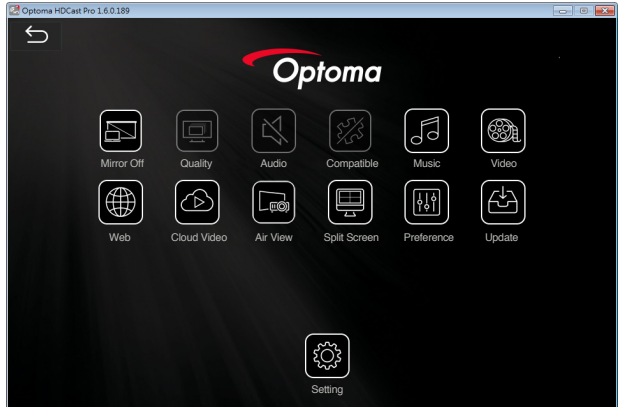 Optoma HDCast Pro 1.6.0.189
Optoma
Mirror Off Quality Audio Compatible Music Video
Web Cloud Video Air View Split Screen Preference Update
Setting